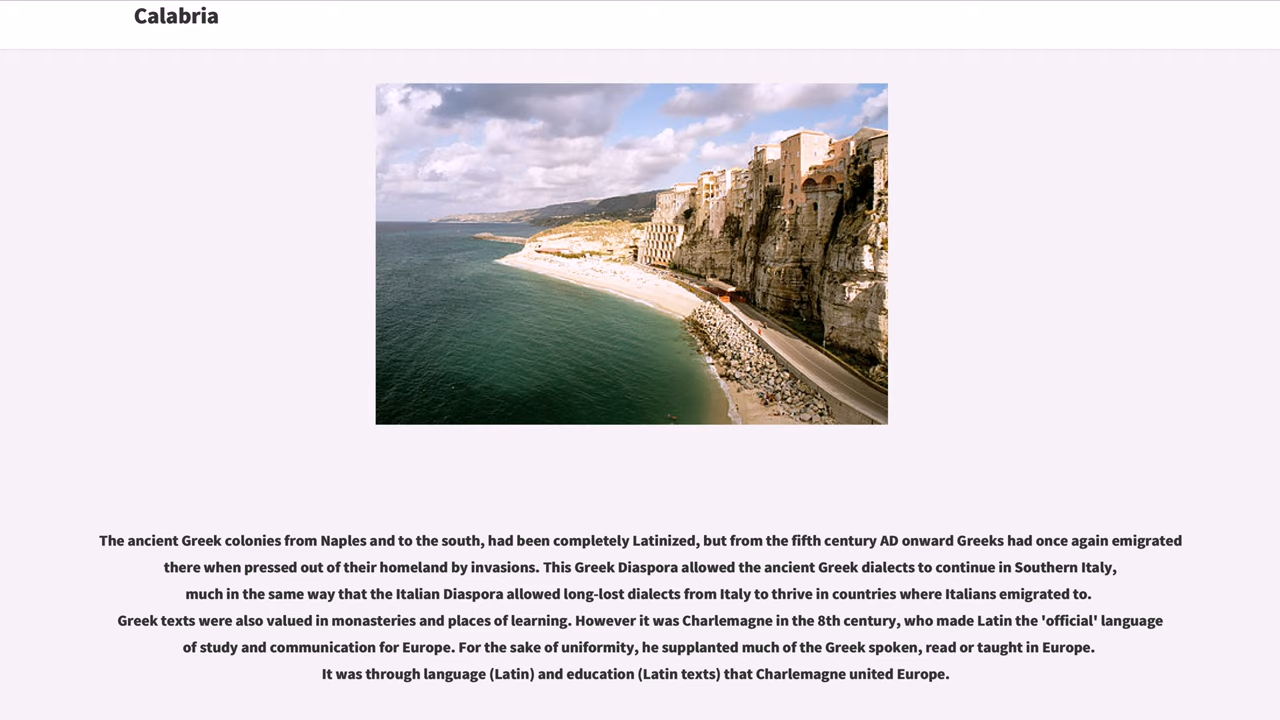 Calabria
The ancient Greek colonies from Naples and to the south, had been completely Latinized, but from the fifth century AD onward Greeks had once again emigrated
there when pressed out of their homeland by invasions. This Greek Diaspora allowed the ancient Greek dialects to continue in Southern Italy,
much in the same way that the Italian Diaspora allowed long-lost dialects from Italy to thrive in countries where Italians emigrated to.
Greek texts were also valued in monasteries and places of learning. However it was Charlemagne in the 8th century, who made Latin the 'official' language
of study and communication for Europe. For the sake of uniformity, he supplanted much of the Greek spoken, read or taught in Europe.
It was through language (Latin) and education (Latin texts) that Charlemagne united Europe.